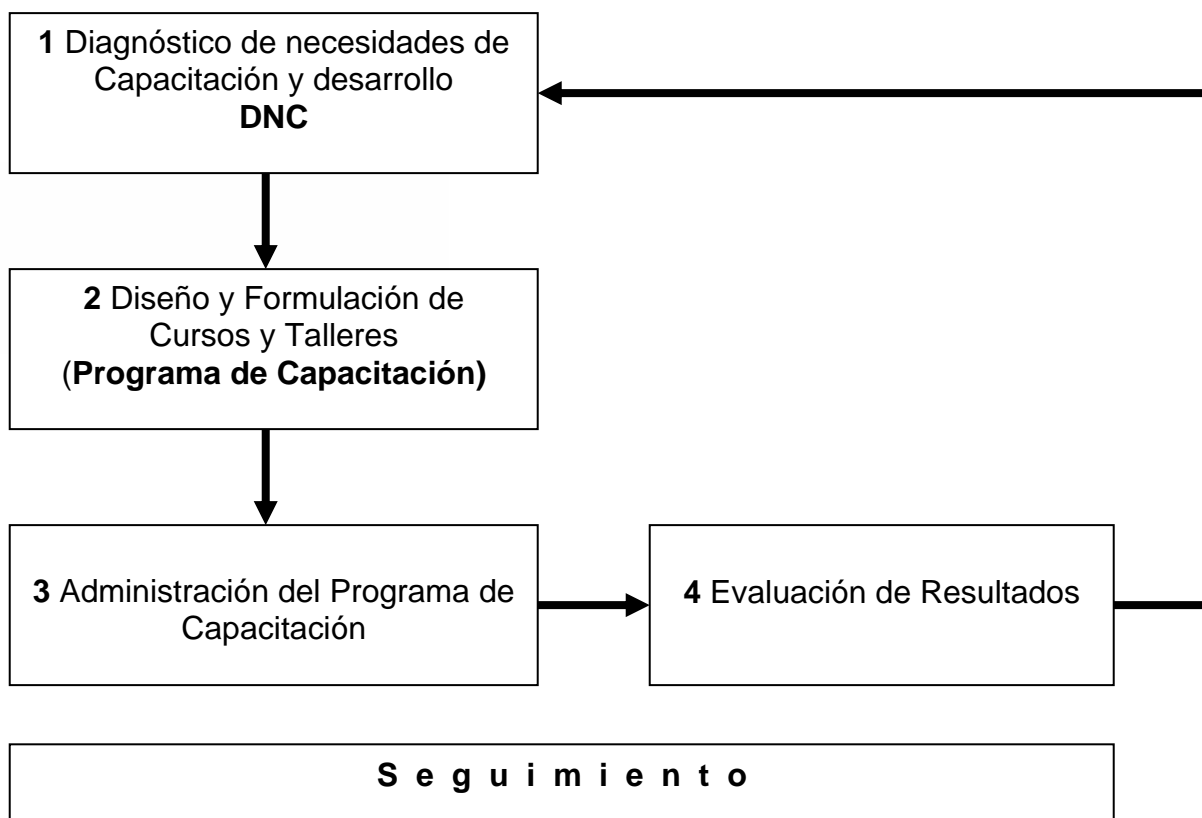 1 Diagnóstico de necesidades de
Capacitación y desarrollo
DNC
2 Diseño y Formulación de
Cursos y Talleres
(Programa de Capacitación)
3 Administración del Programa de
Capacitación
4 Evaluación de Resultados
S e g u i m i e n t o